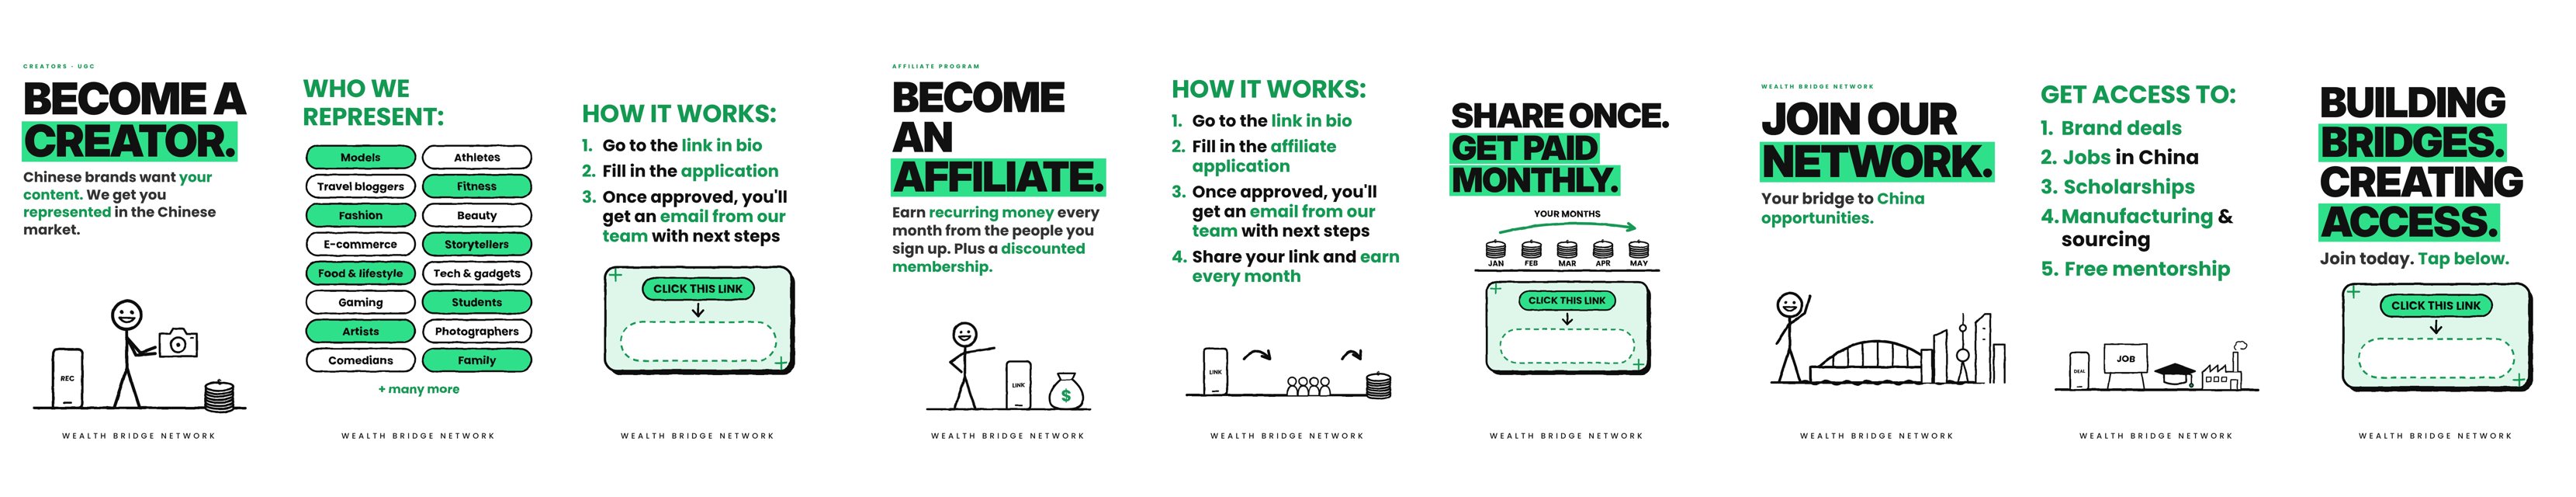 CREATORS · UGC
BECOME A
CREATOR.
Chinese brands want your
content. We get you
represented in the Chinese
market.
REC
WEALTH BRIDGE NETWORK
WHO WE
REPRESENT:
Models
Athletes
Travel bloggers
Fitness
Fashion
Beauty
E-commerce
Storytellers
Food & lifestyle
Tech & gadgets
Gaming
Students
Artists
Photographers
Comedians
Family
+ many more
WEALTH BRIDGE NETWORK
HOW IT WORKS:
1. Go to the link in bio
2. Fill in the application
3. Once approved, you'll
get an email from our
team with next steps
CLICK THIS LINK
WEALTH BRIDGE NETWORK
AFFILIATE PROGRAM
BECOME
AN
AFFILIATE.
Earn recurring money every
month from the people you
sign up. Plus a discounted
membership.
LINK
$
WEALTH BRIDGE NETWORK
HOW IT WORKS:
1. Go to the link in bio
2. Fill in the affiliate
application
3. Once approved, you'll
get an email from our
team with next steps
4. Share your link and earn
every month
LINK
WEALTH BRIDGE NETWORK
SHARE ONCE.
GET PAID
MONTHLY.
YOUR MONTHS
JAN FEB MAR APR MAY
CLICK THIS LINK
WEALTH BRIDGE NETWORK
WEALTH BRIDGE NETWORK
JOIN OUR
NETWORK.
Your bridge to China
opportunities.
WEALTH BRIDGE NETWORK
GET ACCESS TO:
1. Brand deals
2. Jobs in China
3. Scholarships
4. Manufacturing &
sourcing
5. Free mentorship
DEAL
JOB
WEALTH BRIDGE NETWORK
BUILDING
BRIDGES.
CREATING
ACCESS.
Join today. Tap below.
CLICK THIS LINK
WEALTH BRIDGE NETWORK